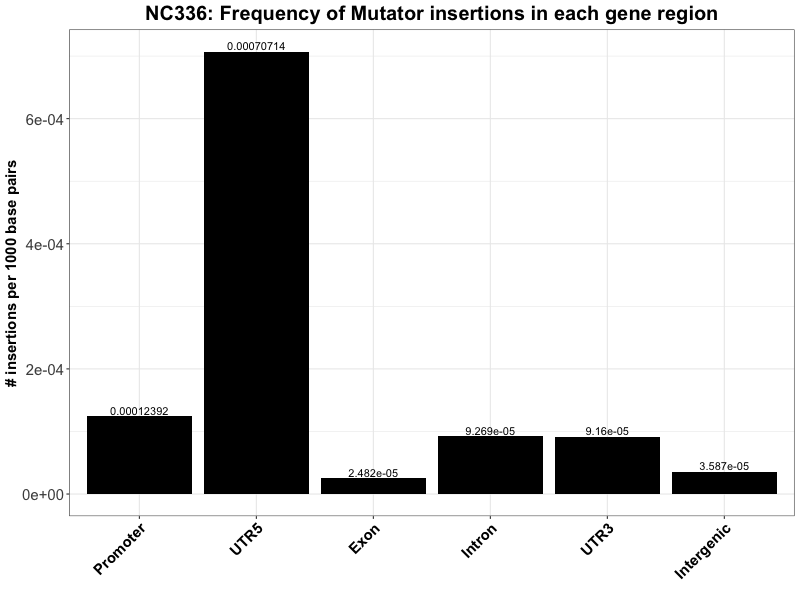 NC336: Frequency of Mutator insertions in each gene region
# insertions per 1000 base pairs
6e-04
4e-04
2e-04
0e+00
0.00012392
0.00070714
2.482e-05
9.269e-05
9.16e-05
3.587e-05
Promoter
UTR5
Exon
Intron
UTR3
Intergenic